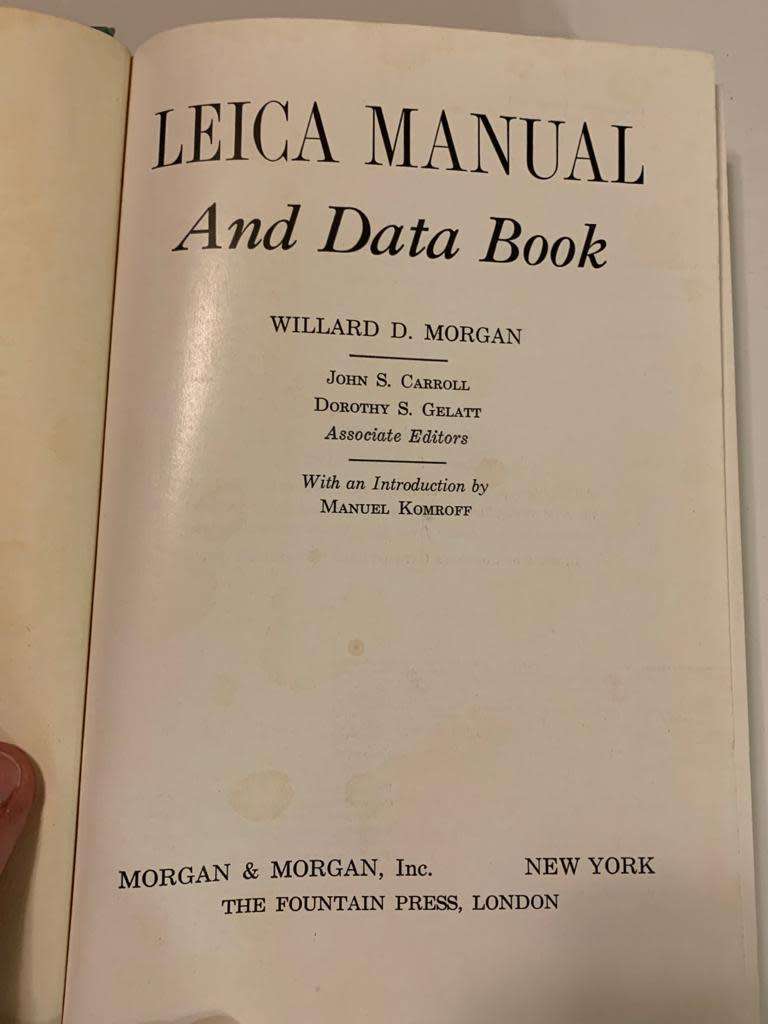 LEICA MANUAL
And Data Book
WILLARD D. MORGAN
JOHN S. CARROLL
DOROTHY S. GELATT
Associate Editors
With an Introduction by
MANUEL KOMROFF
MORGAN & MORGAN, Inc. NEW YORK
THE FOUNTAIN PRESS, LONDON